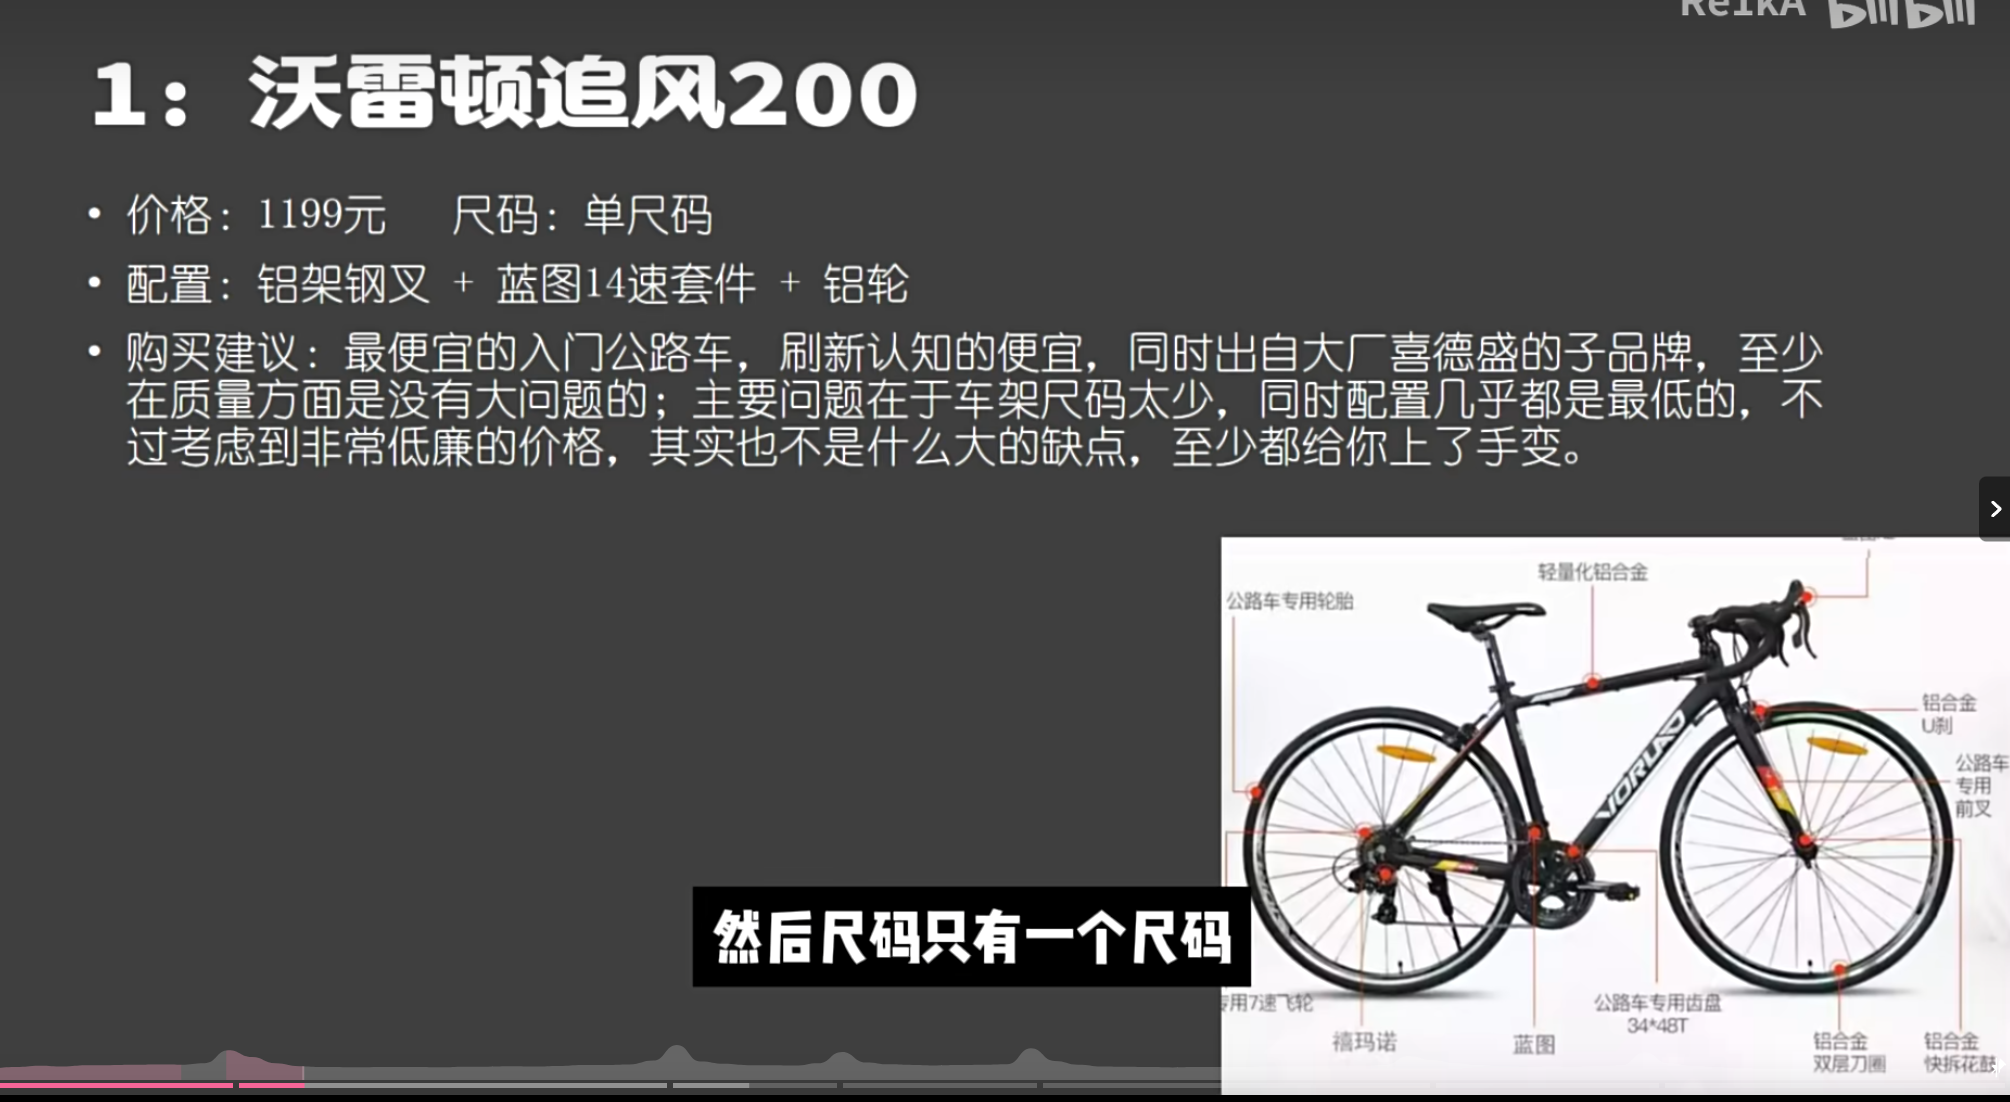 ReikA bilibili
1：沃雷顿追风200
• 价格：1199元 尺码：单尺码
• 配置：铝架钢叉 + 蓝图14速套件 + 铝轮
• 购买建议：最便宜的入门公路车，刷新认知的便宜，同时出自大厂喜德盛的子品牌，至少
在质量方面是没有大问题的；主要问题在于车架尺码太少，同时配置几乎都是最低的，不
过考虑到非常低廉的价格，其实也不是什么大的缺点，至少都给你上了手变。
轻量化铝合金
公路车专用轮胎
铝合金
U刹
公路车
专用
前叉
VORLAD
然后尺码只有一个尺码
专用7速飞轮
公路车专用齿盘
34*48T
禧玛诺
蓝图
铝合金
双层刀圈
铝合金
快拆花鼓